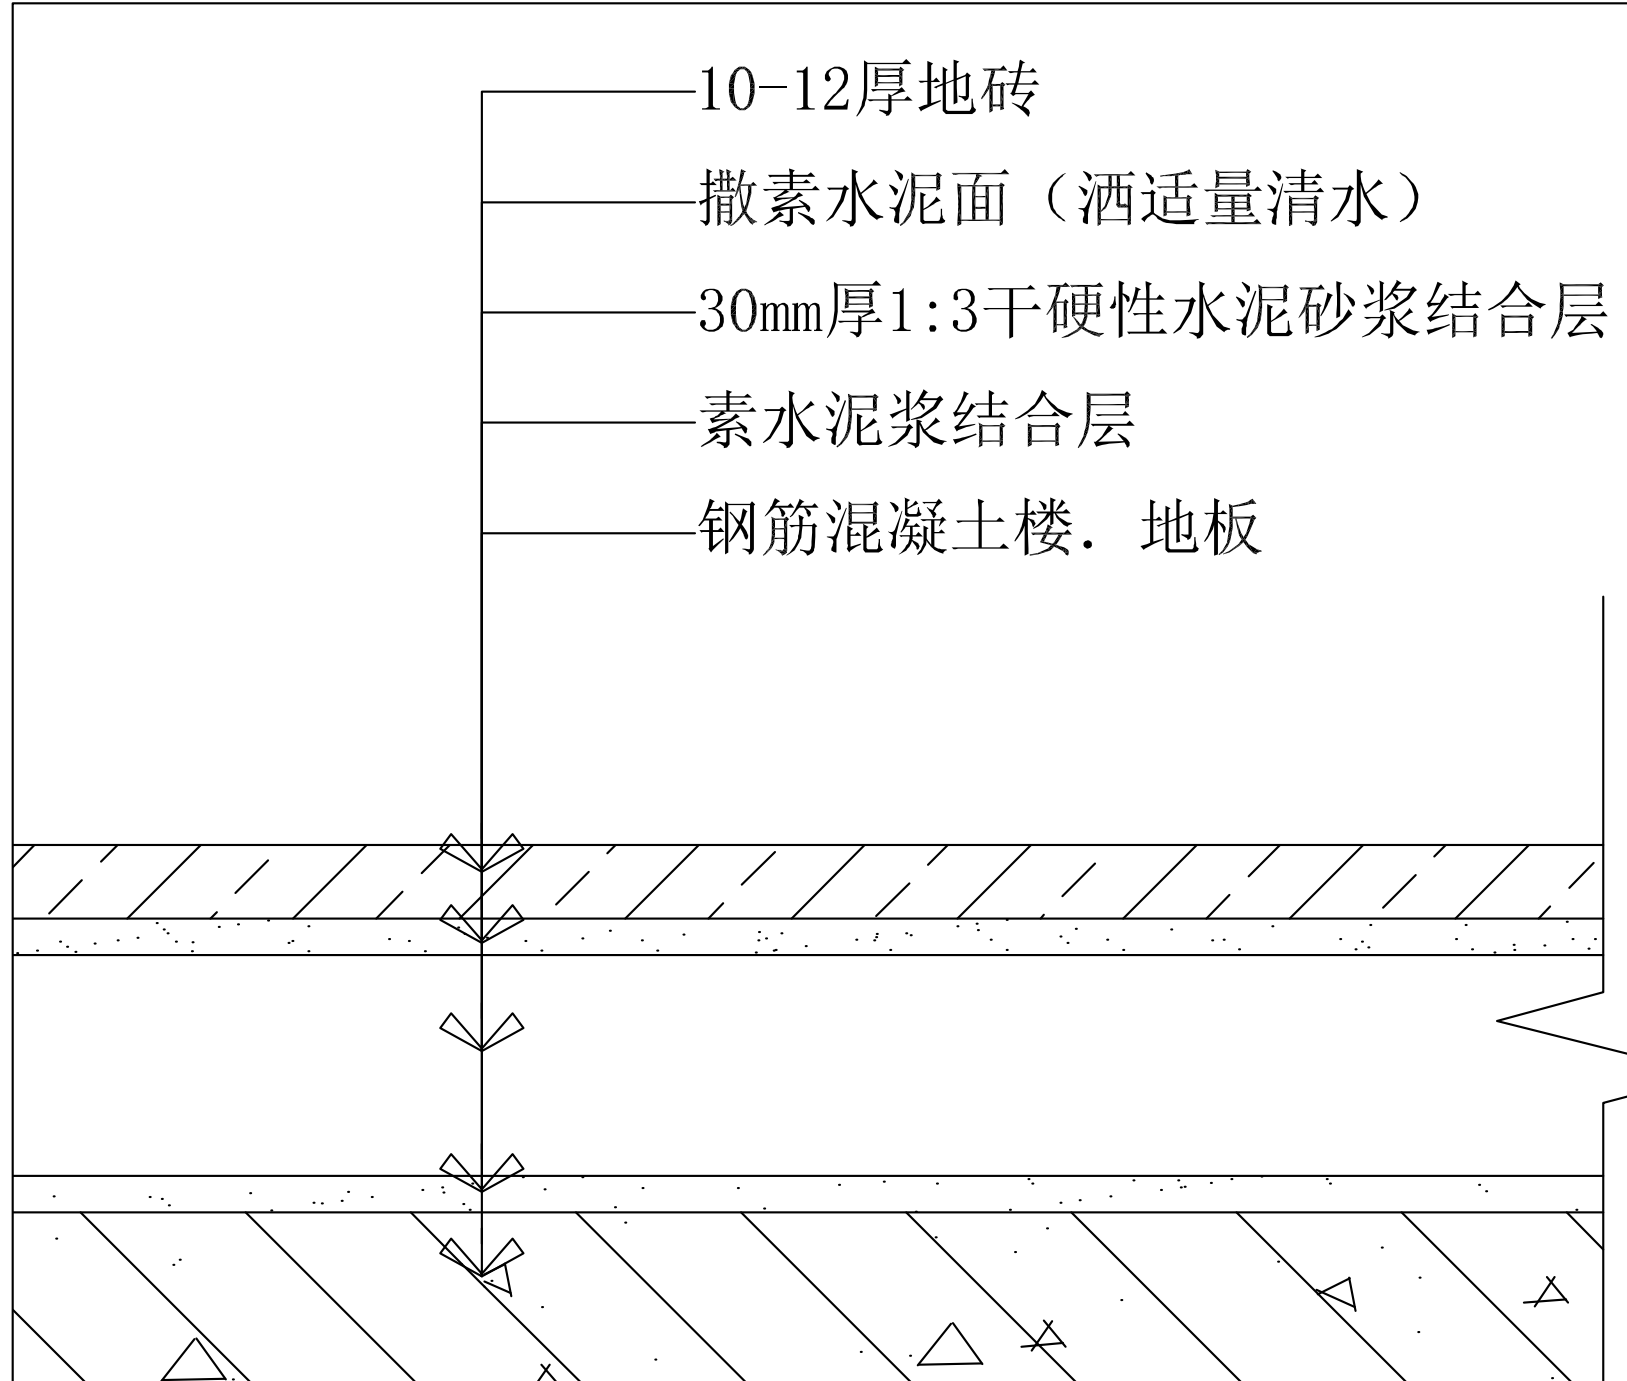 10-12厚地砖
撒素水泥面（洒适量清水）
30mm厚1:3干硬性水泥砂浆结合层
素水泥浆结合层
钢筋混凝土楼. 地板